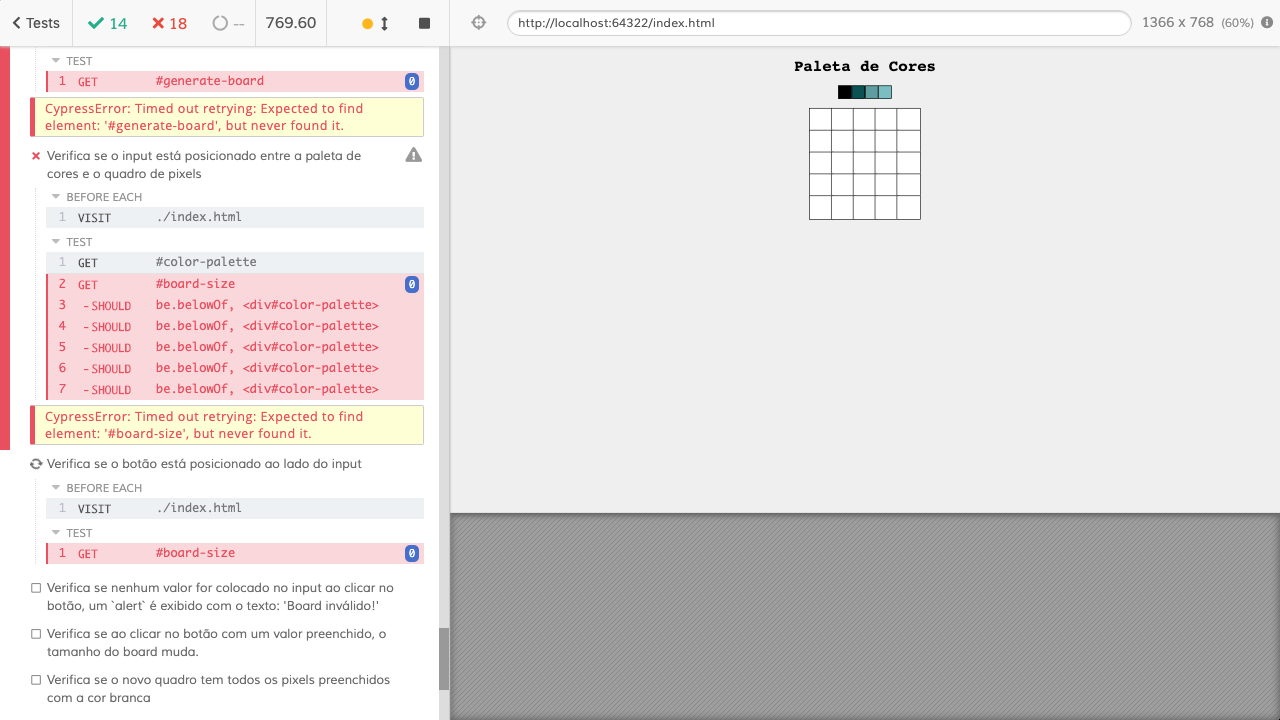 Tests
14
18
--
769.60
http://localhost:64322/index.html
1366 x 768 (60%)
TEST
1 GET #generate-board 0
CypressError: Timed out retrying: Expected to find
element: '#generate-board', but never found it.
Verifica se o input está posicionado entre a paleta de
cores e o quadro de pixels
BEFORE EACH
1 VISIT ./index.html
TEST
1 GET #color-palette
2 GET #board-size 0
3 -SHOULD be.belowOf, <div#color-palette>
4 -SHOULD be.belowOf, <div#color-palette>
5 -SHOULD be.belowOf, <div#color-palette>
6 -SHOULD be.belowOf, <div#color-palette>
7 -SHOULD be.belowOf, <div#color-palette>
CypressError: Timed out retrying: Expected to find
element: '#board-size', but never found it.
Verifica se o botão está posicionado ao lado do input
BEFORE EACH
1 VISIT ./index.html
TEST
1 GET #board-size 0
Verifica se nenhum valor for colocado no input ao clicar no
botão, um `alert` é exibido com o texto: 'Board inválido!'
Verifica se ao clicar no botão com um valor preenchido, o
tamanho do board muda.
Verifica se o novo quadro tem todos os pixels preenchidos
com a cor branca
Paleta de Cores